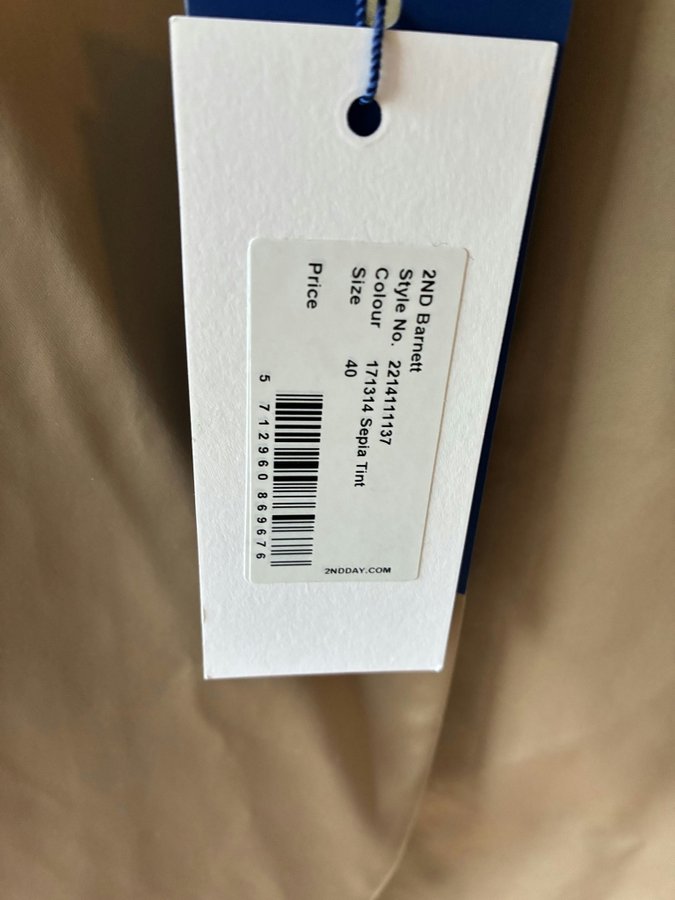 2ND Barnett
Style No. 2214111137
Colour 171314 Sepia Tint
Size 40
Price
5 712960 869676
2NDDAY.COM